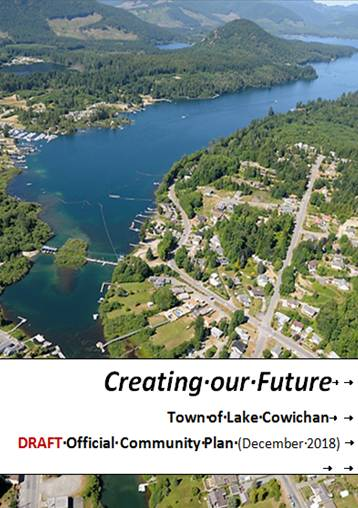 Creating·our·Future→ →
Town·of·Lake·Cowichan→ →
DRAFT·Official·Community·Plan·(December·2018) →
→ →